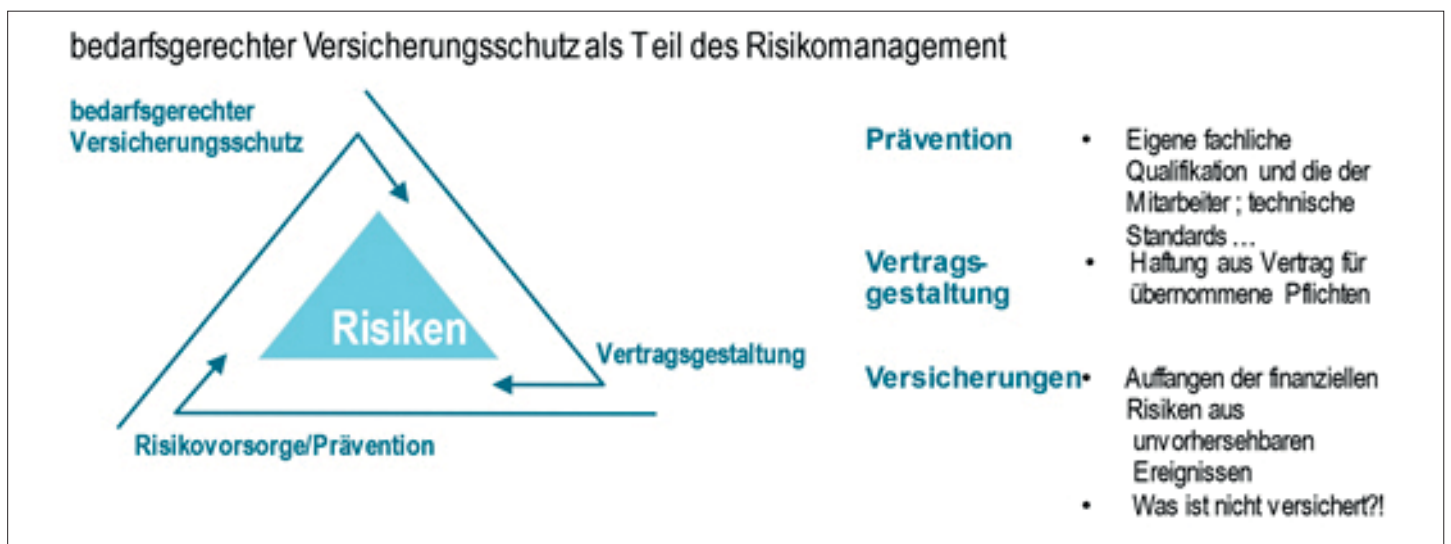 bedarfsgerechter Versicherungsschutz als Teil des Risikomanagement
bedarfsgerechter
Versicherungsschutz
Risiken
Vertragsgestaltung
Risikovorsorge/Prävention
Prävention
• Eigene fachliche
Qualifikation und die der
Mitarbeiter ; technische
Standards ...
Vertrags-
gestaltung
• Haftung aus Vertrag für
übernommene Pflichten
Versicherungen
• Auffangen der finanziellen
Risiken aus
unvorhersehbaren
Ereignissen
• Was ist nicht versichert?!